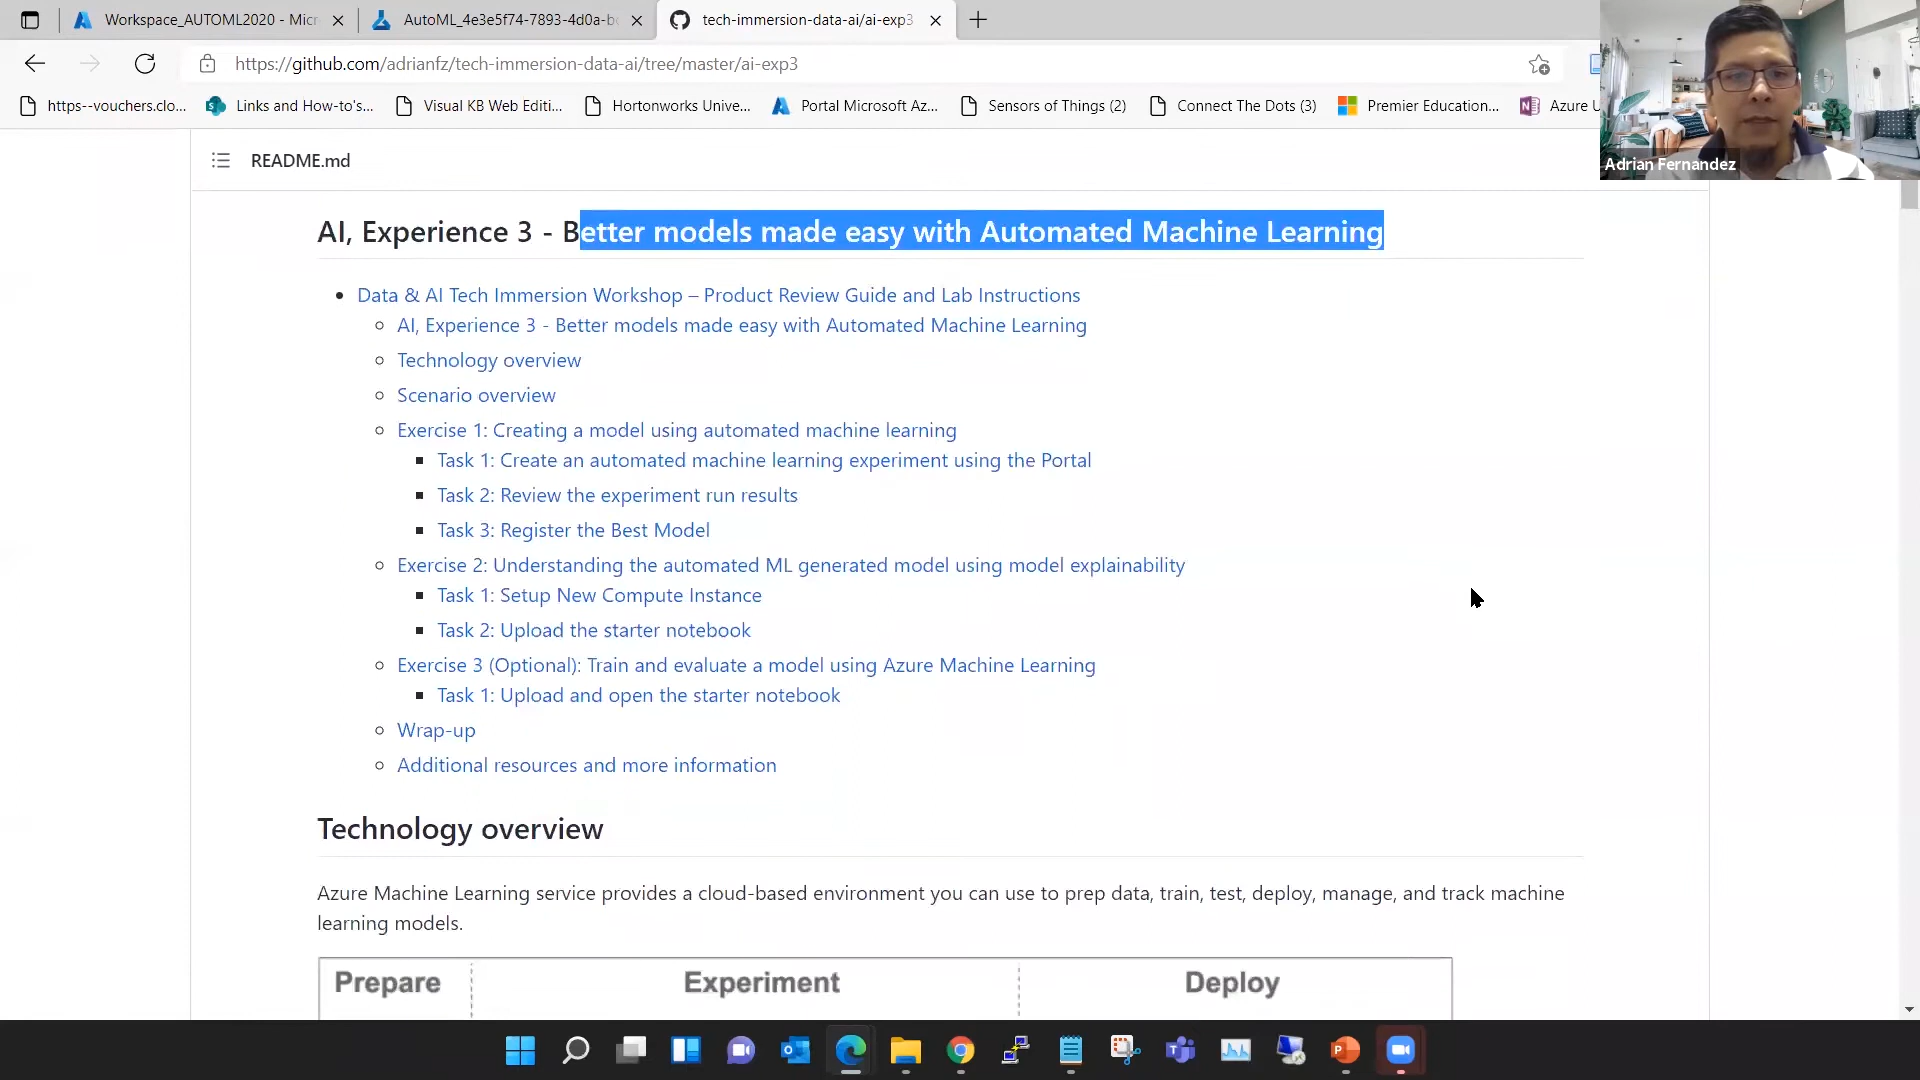 Workspace_AUTOML2020 - Micr
AutoML_4e3e5f74-7893-4d0a-bc
tech-immersion-data-ai/ai-exp3
https://github.com/adrianfz/tech-immersion-data-ai/tree/master/ai-exp3
https--vouchers.clo...
Links and How-to's...
Visual KB Web Editi...
Hortonworks Unive...
Portal Microsoft Az...
Sensors of Things (2)
Connect The Dots (3)
Premier Education...
Azure U
Adrian Fernandez
README.md
AI, Experience 3 - Better models made easy with Automated Machine Learning
Data & AI Tech Immersion Workshop – Product Review Guide and Lab Instructions
AI, Experience 3 - Better models made easy with Automated Machine Learning
Technology overview
Scenario overview
Exercise 1: Creating a model using automated machine learning
Task 1: Create an automated machine learning experiment using the Portal
Task 2: Review the experiment run results
Task 3: Register the Best Model
Exercise 2: Understanding the automated ML generated model using model explainability
Task 1: Setup New Compute Instance
Task 2: Upload the starter notebook
Exercise 3 (Optional): Train and evaluate a model using Azure Machine Learning
Task 1: Upload and open the starter notebook
Wrap-up
Additional resources and more information
Technology overview
Azure Machine Learning service provides a cloud-based environment you can use to prep data, train, test, deploy, manage, and track machine
learning models.
Prepare
Experiment
Deploy